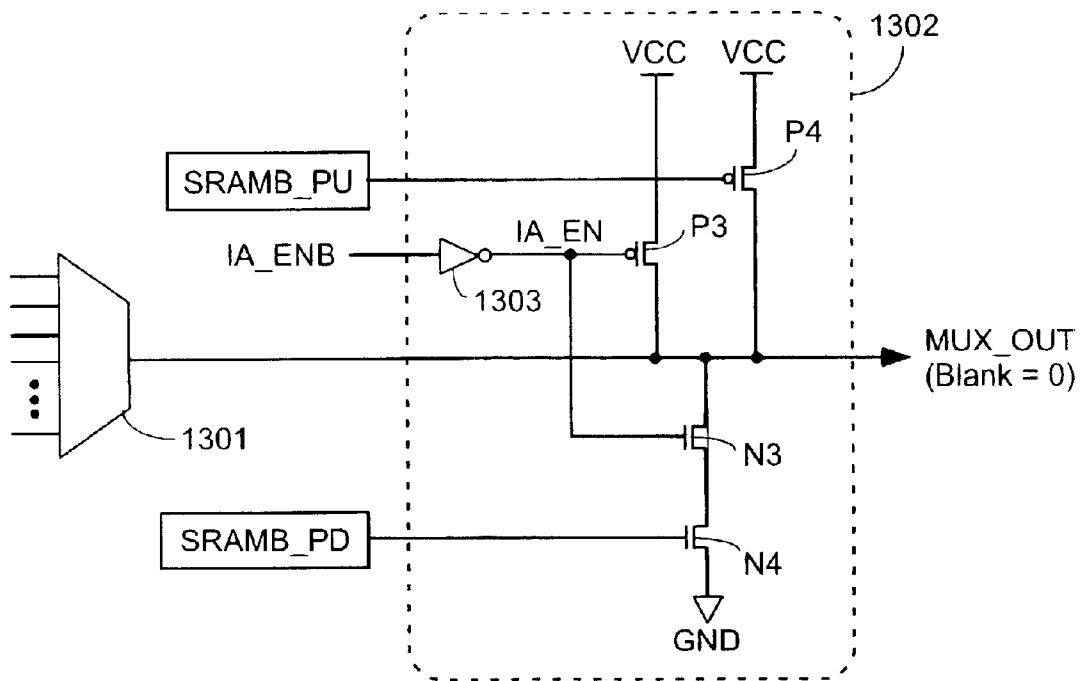 1302
VCC
VCC
P4
SRAMB_PU
P3
IA_EN
IA_ENB
1303
MUX_OUT
(Blank = 0)
1301
N3
SRAMB_PD
N4
GND